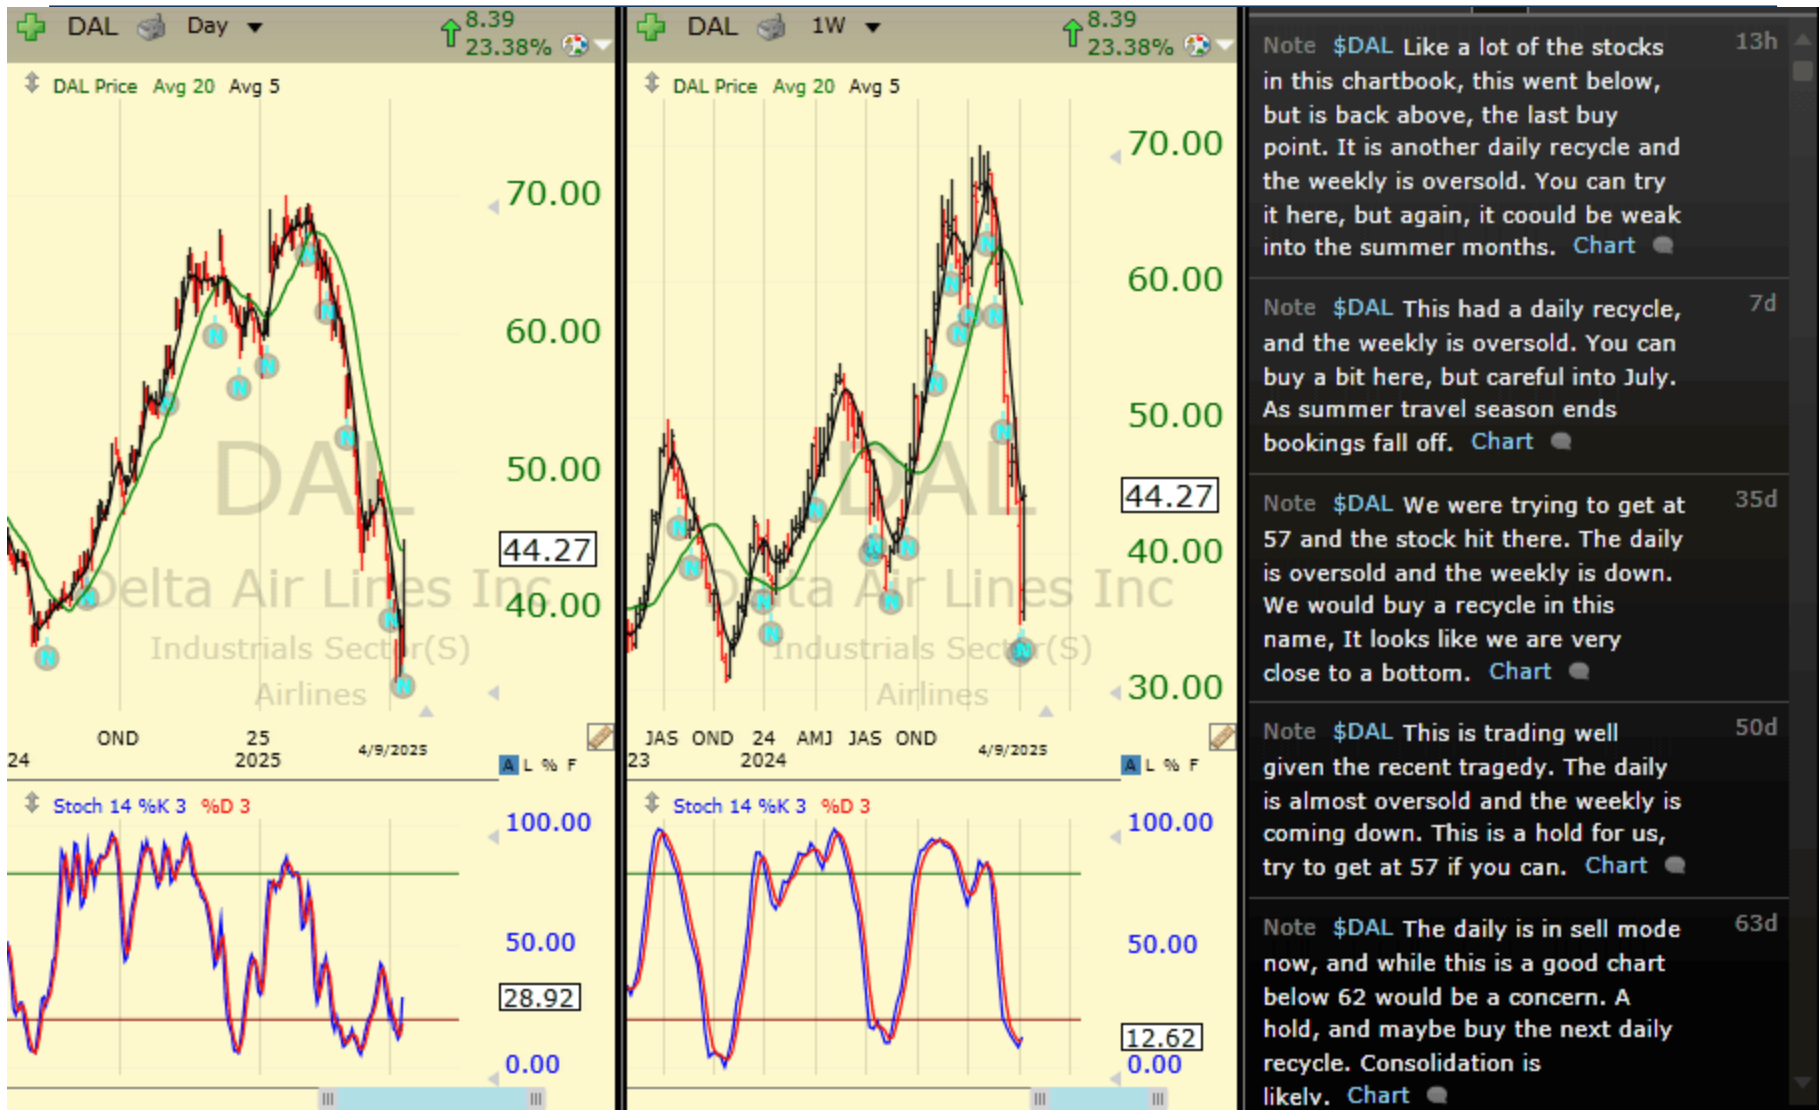 DAL Day 8.39
23.38%
DAL Price Avg 20 Avg 5
70.00
60.00
50.00
44.27
40.00
DAL
Delta Air Lines Inc
Industrials Sector(S)
Airlines
OND 25 4/9/2025
24 2025
A L % F
Stoch 14 %K 3 %D 3
100.00
50.00
28.92
0.00
DAL 1W 8.39
23.38%
DAL Price Avg 20 Avg 5
70.00
60.00
50.00
44.27
40.00
30.00
DAL
Delta Air Lines Inc
Industrials Sector(S)
Airlines
JAS OND 24 AMJ JAS OND 4/9/2025
23 2024
A L % F
Stoch 14 %K 3 %D 3
100.00
50.00
12.62
0.00
Note $DAL Like a lot of the stocks 13h
in this chartbook, this went below,
but is back above, the last buy
point. It is another daily recycle and
the weekly is oversold. You can try
it here, but again, it coould be weak
into the summer months. Chart
Note $DAL This had a daily recycle, 7d
and the weekly is oversold. You can
buy a bit here, but careful into July.
As summer travel season ends
bookings fall off. Chart
Note $DAL We were trying to get at 35d
57 and the stock hit there. The daily
is oversold and the weekly is down.
We would buy a recycle in this
name, It looks like we are very
close to a bottom. Chart
Note $DAL This is trading well 50d
given the recent tragedy. The daily
is almost oversold and the weekly is
coming down. This is a hold for us,
try to get at 57 if you can. Chart
Note $DAL The daily is in sell mode 63d
now, and while this is a good chart
below 62 would be a concern. A
hold, and maybe buy the next daily
recycle. Consolidation is
likely. Chart